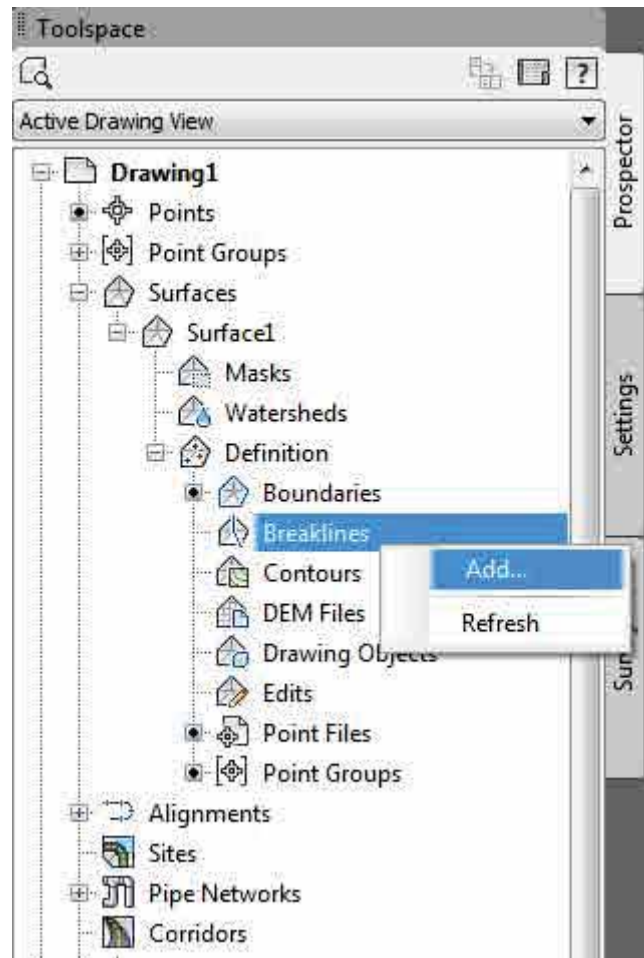 Toolspace
?
Active Drawing View
Drawing1
Points
Point Groups
Surfaces
Surface1
Masks
Watersheds
Definition
Boundaries
Breaklines
Contours
DEM Files
Drawing Objects
Edits
Point Files
Point Groups
Alignments
Sites
Pipe Networks
Corridors
Add...
Refresh
Prospector
Settings